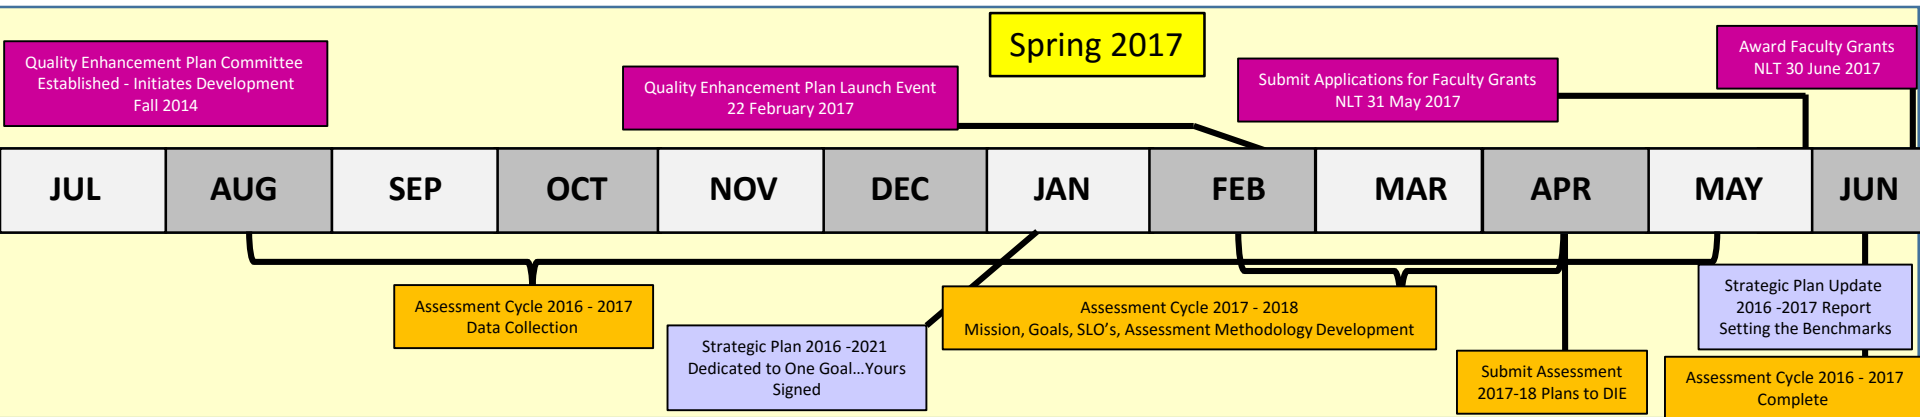 Spring 2017
Quality Enhancement Plan Committee
Established - Initiates Development
Fall 2014
Quality Enhancement Plan Launch Event
22 February 2017
Submit Applications for Faculty Grants
NLT 31 May 2017
Award Faculty Grants
NLT 30 June 2017
JUL AUG SEP OCT NOV DEC JAN FEB MAR APR MAY JUN
Assessment Cycle 2016 - 2017
Data Collection
Strategic Plan 2016 -2021
Dedicated to One Goal...Yours
Signed
Assessment Cycle 2017 - 2018
Mission, Goals, SLO's, Assessment Methodology Development
Submit Assessment
2017-18 Plans to DIE
Strategic Plan Update
2016 -2017 Report
Setting the Benchmarks
Assessment Cycle 2016 - 2017
Complete